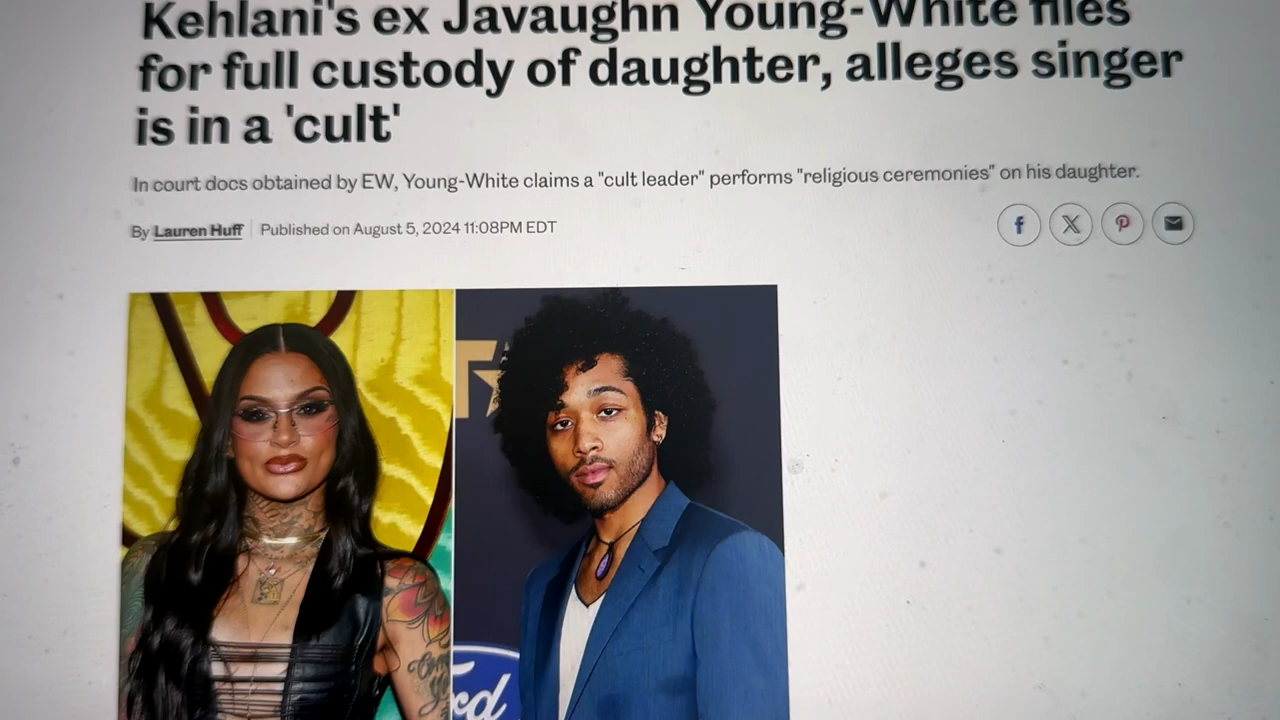 Kehlani's ex Javaughn Young-White files
for full custody of daughter, alleges singer
is in a 'cult'
In court docs obtained by EW, Young-White claims a "cult leader" performs "religious ceremonies" on his daughter.
By Lauren Huff Published on August 5, 2024 11:08PM EDT